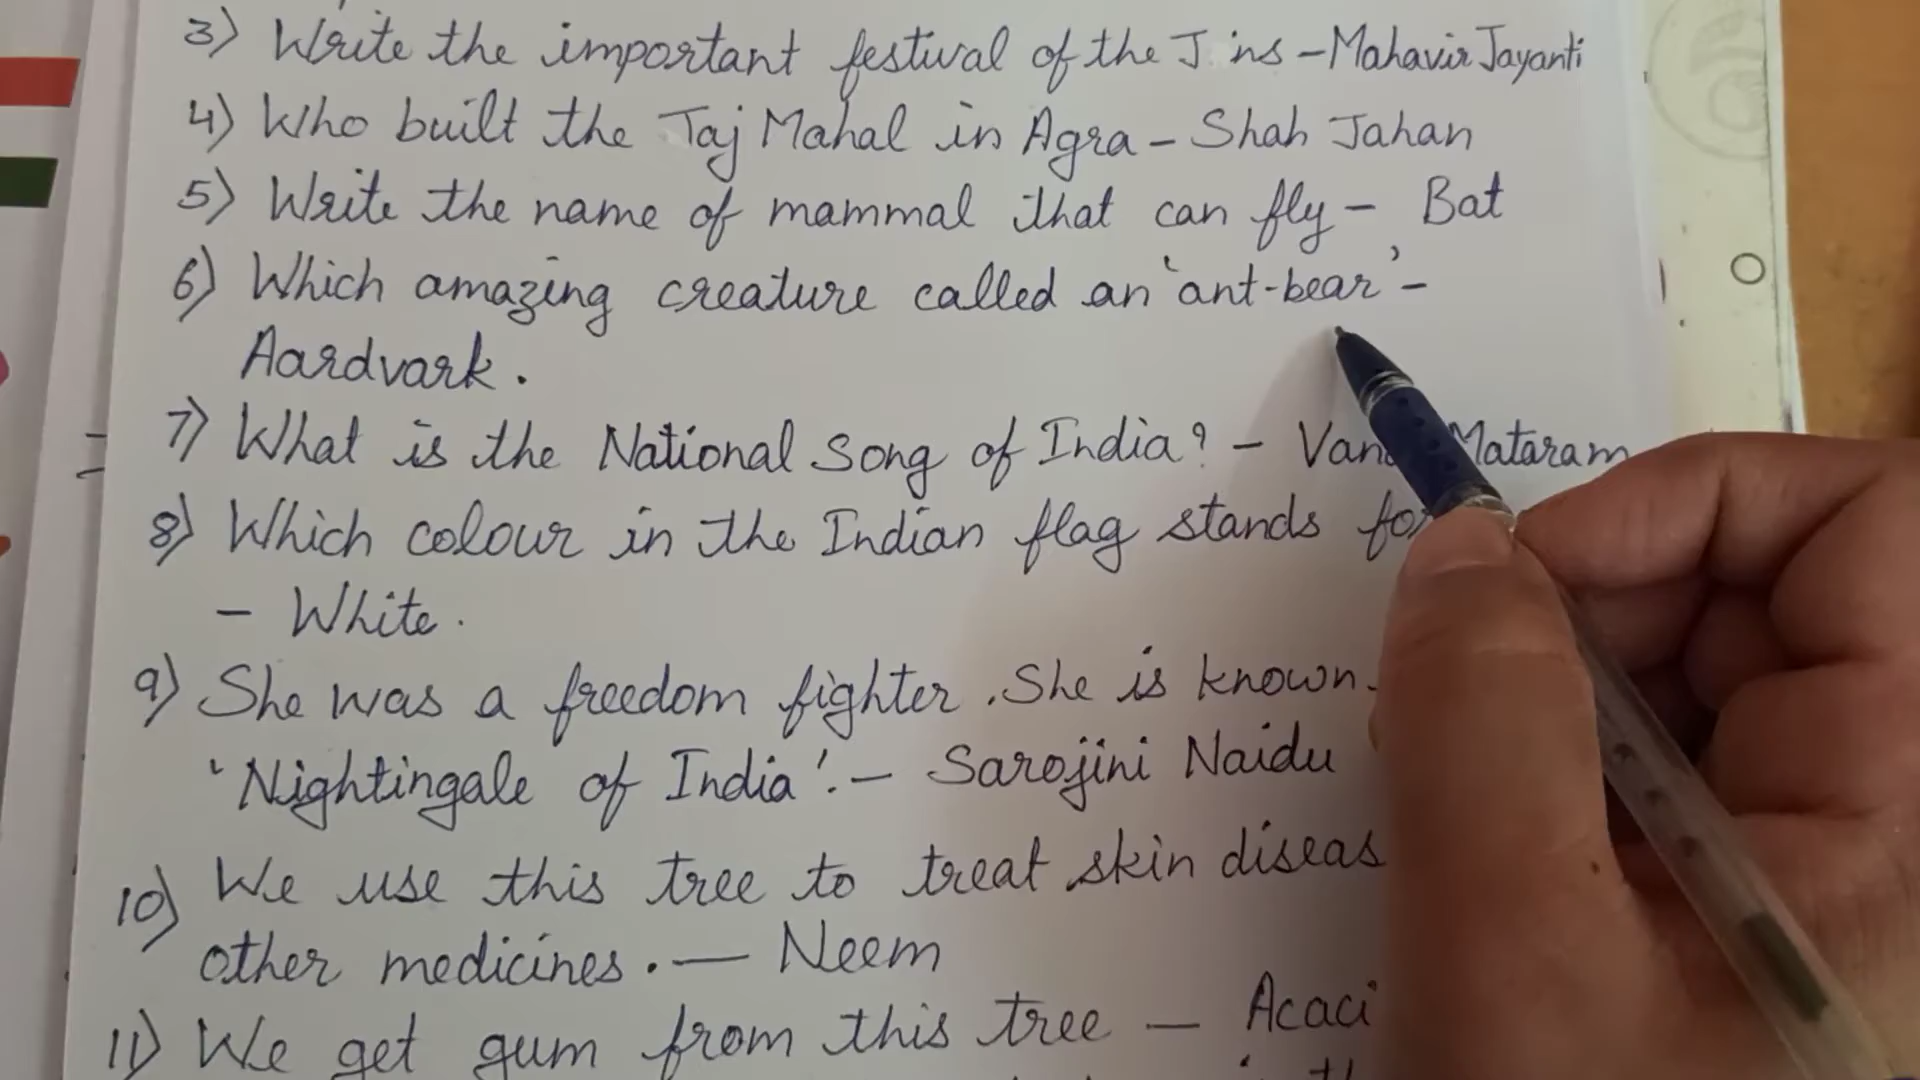 3) Write the important festival of the J ins - Mahavir Jayanti
4) Who built the Taj Mahal in Agra - Shah Jahan
5) Write the name of mammal that can fly - Bat
6) Which amazing creature called an 'ant-bear' -
Aardvark.
7) What is the National Song of India? - Van Mataram
8) Which colour in the Indian flag stands for
- White.
9) She was a freedom fighter. She is known
'Nightingale of India'. - Sarojini Naidu
10) We use this tree to treat skin diseas
other medicines. - Neem
11) We get gum from this tree - Acaci